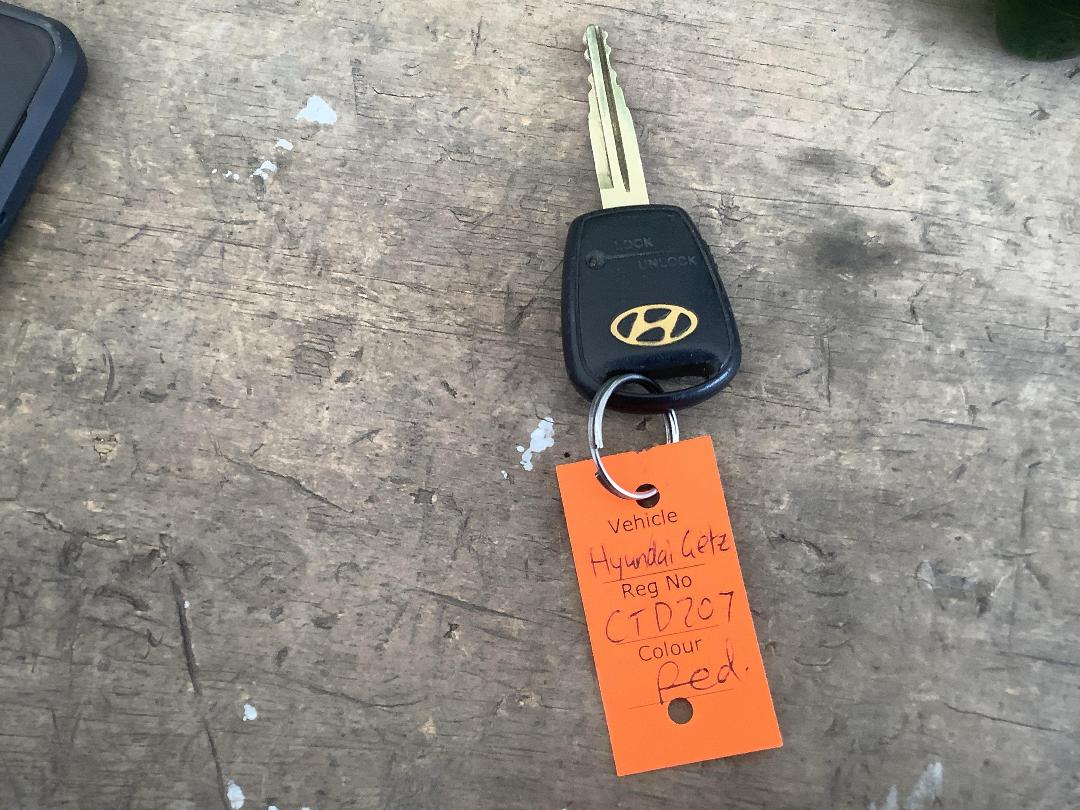 LOCK
UNLOCK
Vehicle
Hyundai Getz
Reg No
CTD707
Colour
Red.